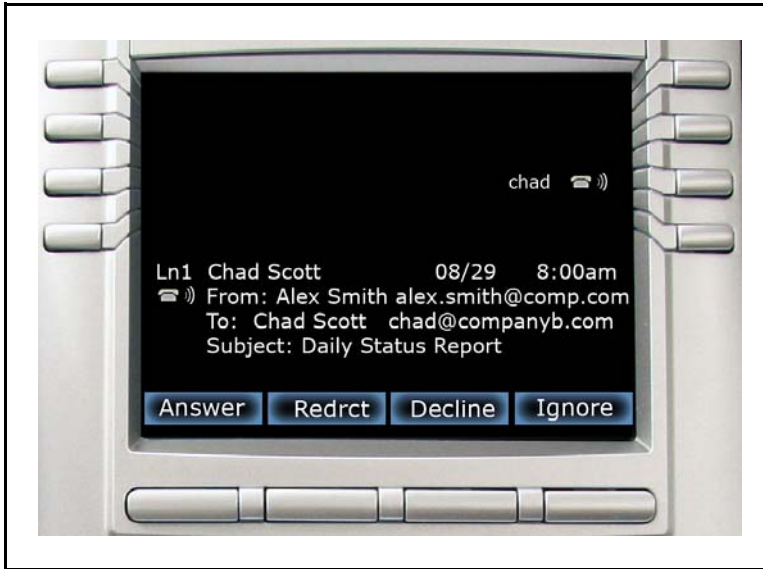 chad
Ln1 Chad Scott 08/29 8:00am
From: Alex Smith alex.smith@comp.com
To: Chad Scott chad@companyb.com
Subject: Daily Status Report
Answer Redrct Decline Ignore